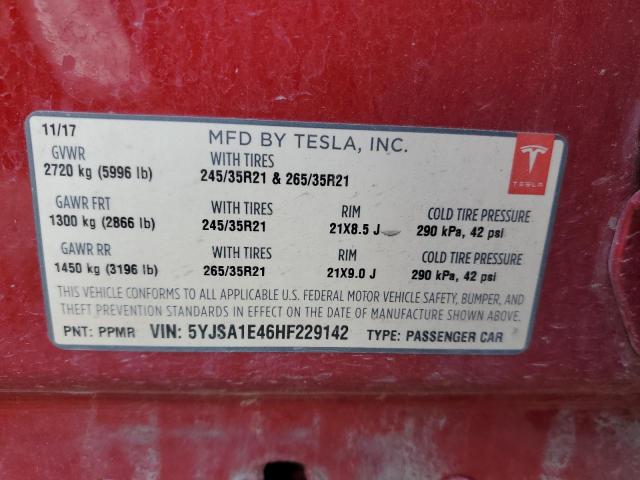 11/17 MFD BY TESLA, INC.
GVWR WITH TIRES
2720 kg (5996 lb) 245/35R21 & 265/35R21
TESLA
GAWR FRT WITH TIRES RIM COLD TIRE PRESSURE
1300 kg (2866 lb) 245/35R21 21X8.5 J 290 kPa, 42 psi
GAWR RR WITH TIRES COLD TIRE PRESSURE
1450 kg (3196 lb) 265/35R21 21X9.0 J 290 kPa, 42 psi
RIM
THIS VEHICLE CONFORMS TO ALL APPLICABLE U.S. FEDERAL MOTOR VEHICLE SAFETY, BUMPER, AND
THEFT PREVENTION STANDARDS IN EFFECT ON THE DATE OF MANUFACTURE SHOWN ABOVE.
PNT: PPMR VIN: 5YJSA1E46HF229142 TYPE: PASSENGER CAR